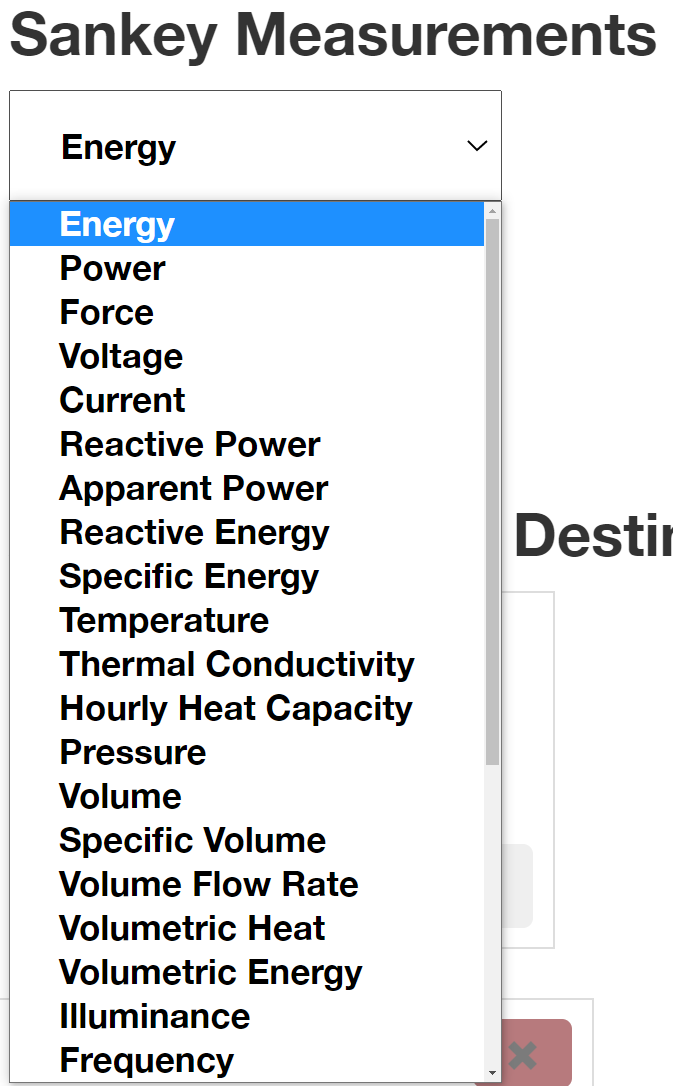 Sankey Measurements
Energy
Energy
Power
Force
Voltage
Current
Reactive Power
Apparent Power
Reactive Energy
Specific Energy
Temperature
Thermal Conductivity
Hourly Heat Capacity
Pressure
Volume
Specific Volume
Volume Flow Rate
Volumetric Heat
Volumetric Energy
Illuminance
Frequency